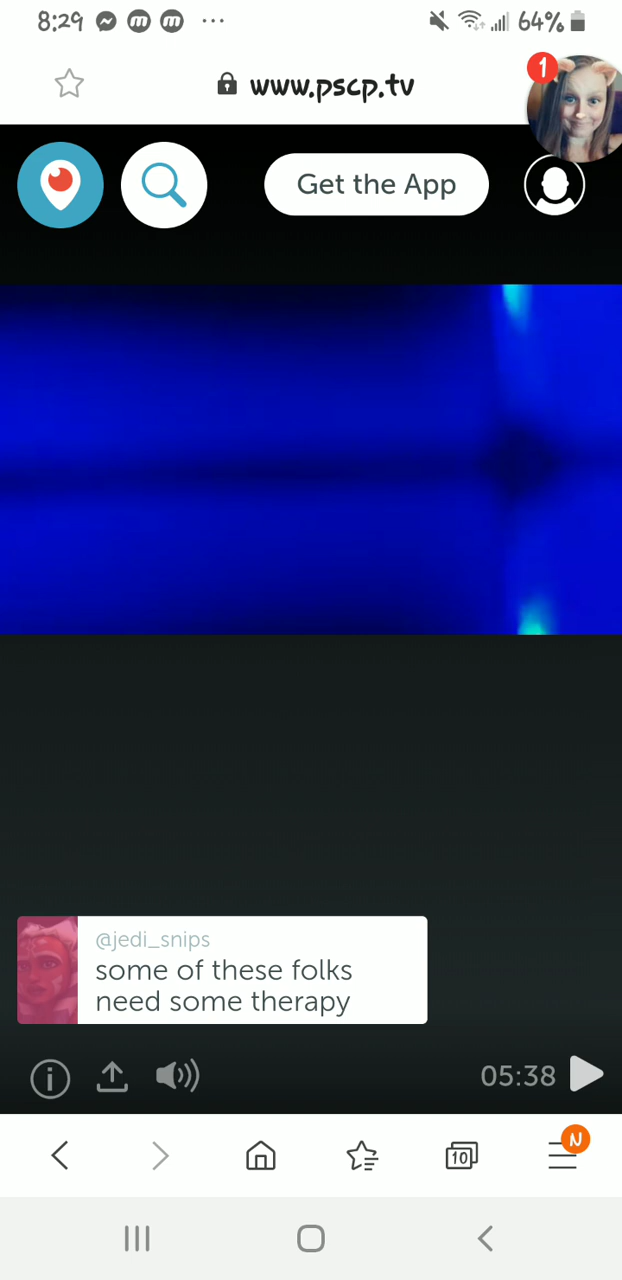 8:29 m m ... 64%
www.pscp.tv
1
Get the App
@jedi_snips
some of these folks
need some therapy
05:38
10
N